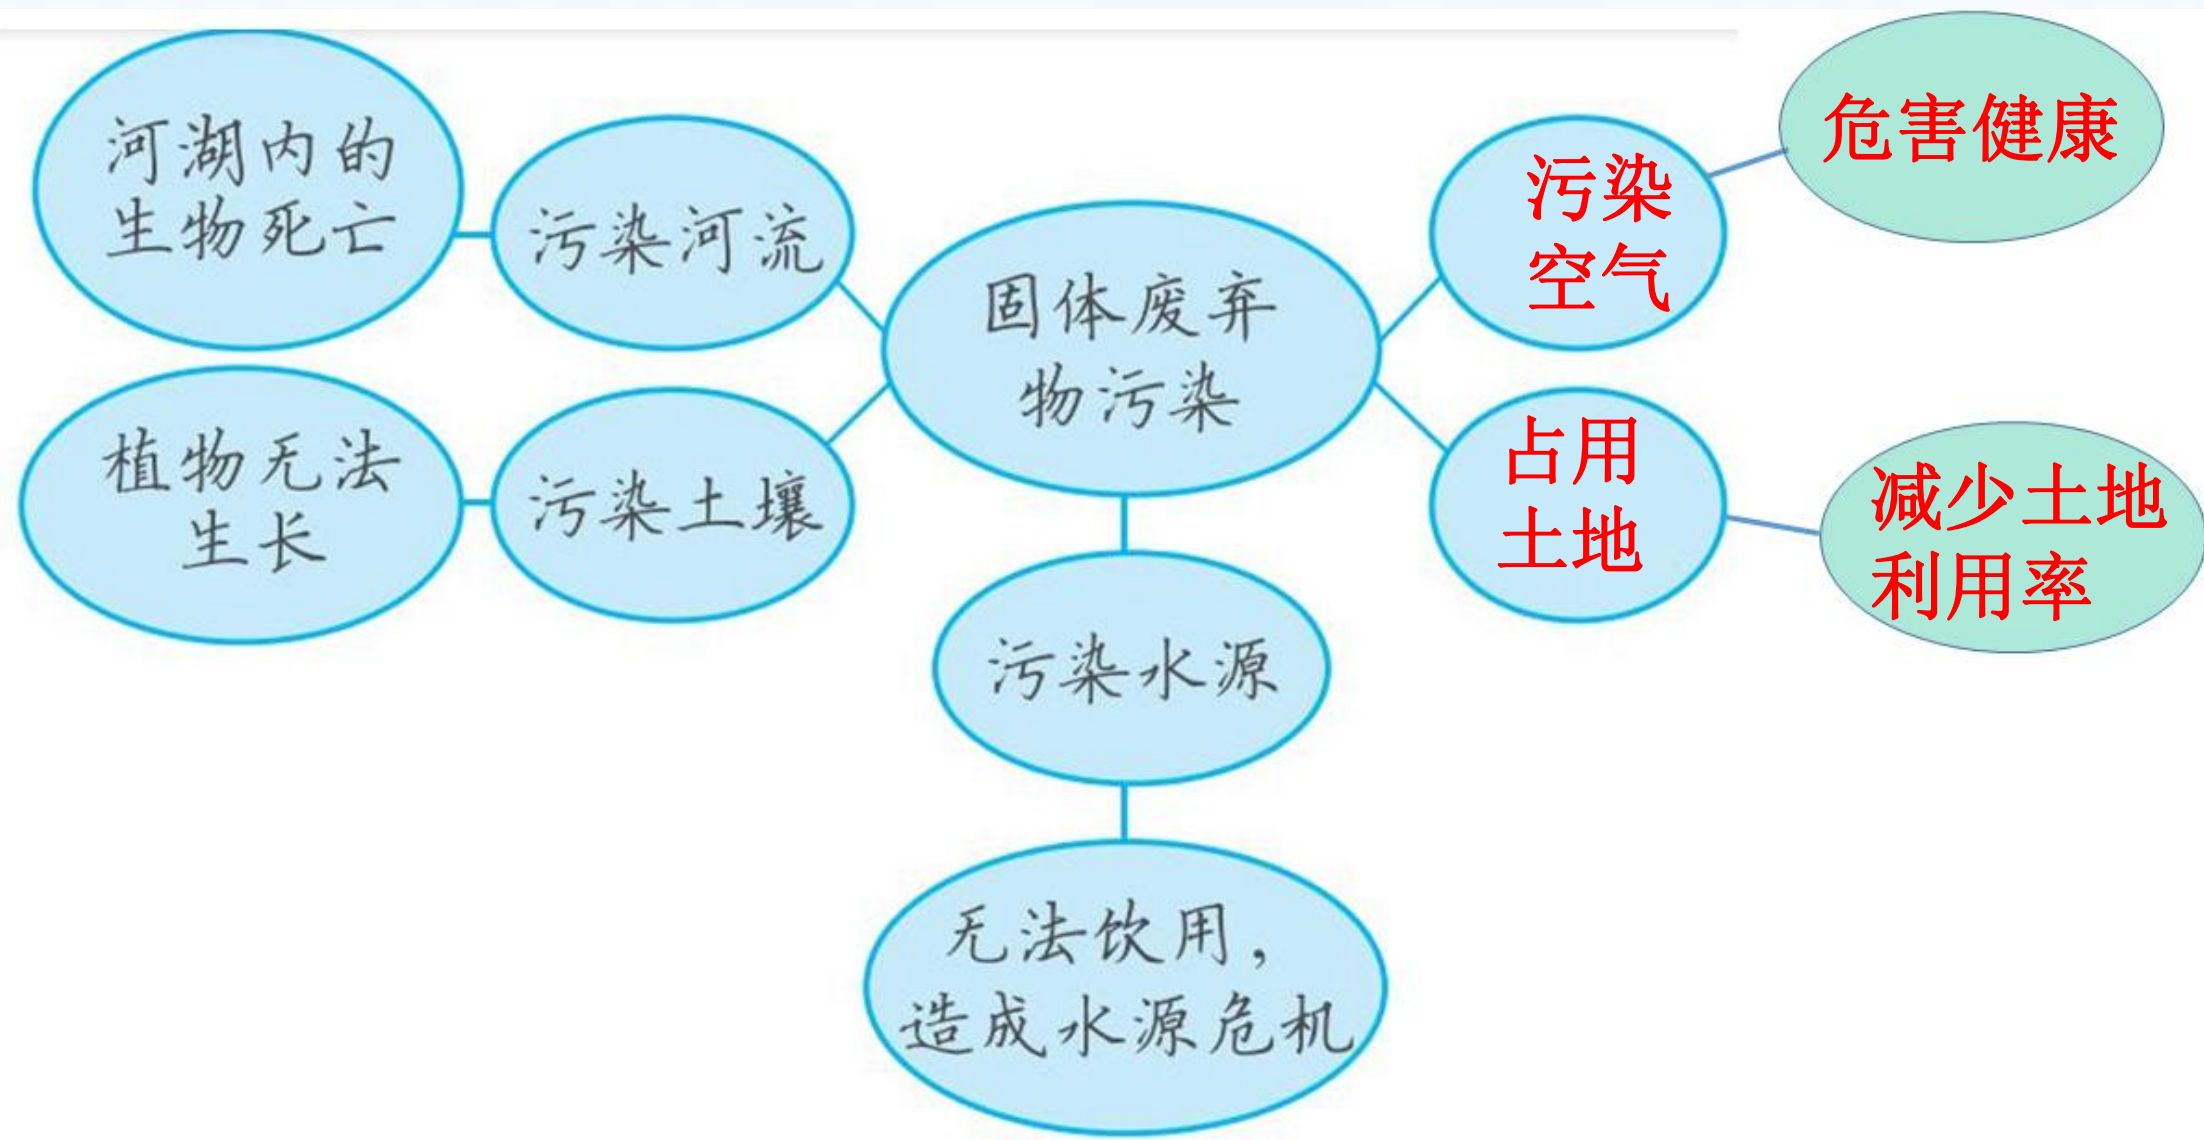 河湖内的
生物死亡
污染河流
固体废弃
物污染
污染
空气
危害健康
植物无法
生长
污染土壤
占用
土地
减少土地
利用率
污染水源
无法饮用，
造成水源危机